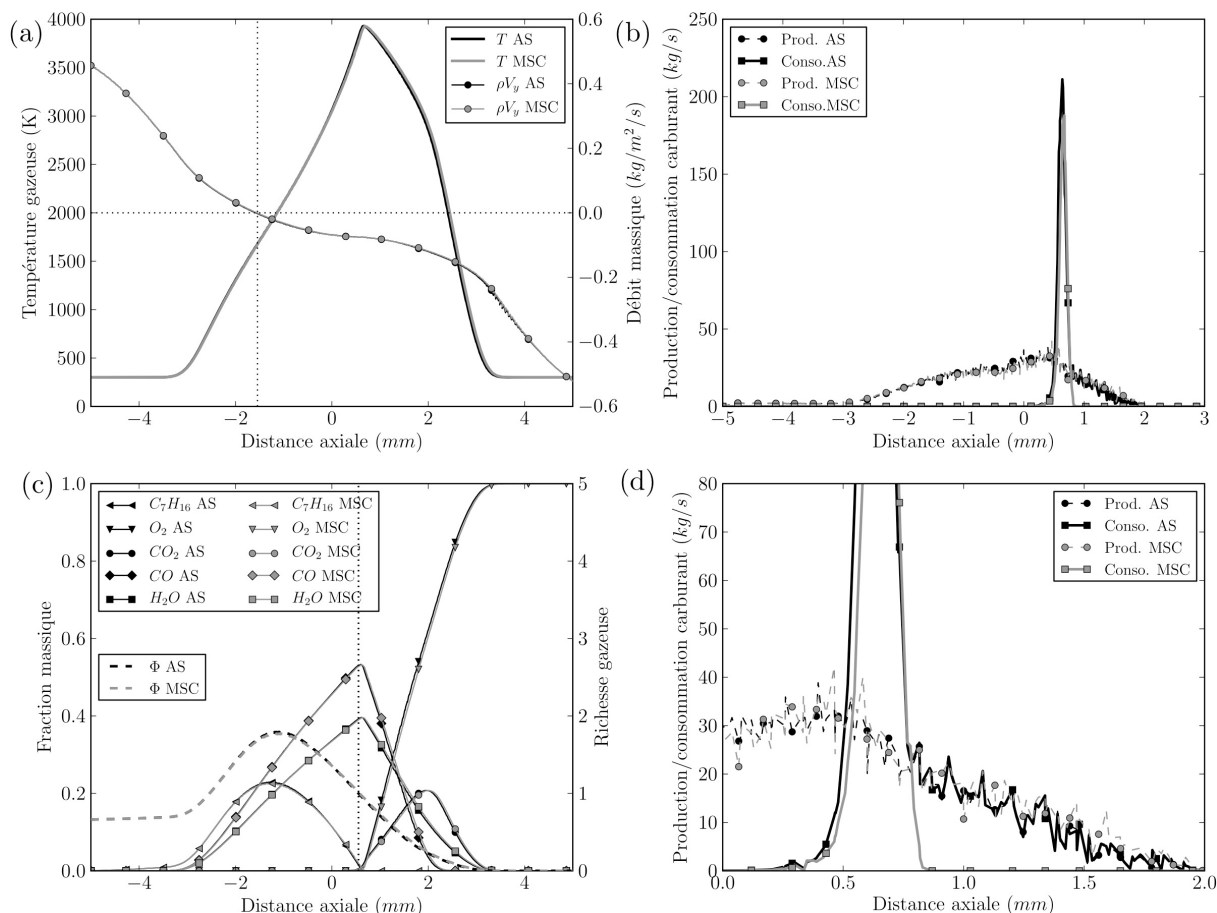 (a)
4000
3500
3000
2500
2000
1500
1000
500
0
Température gazeuse (K)
−4
−2
0
2
4
Distance axiale (mm)
0.6
0.4
0.2
0.0
−0.2
−0.4
−0.6
Débit massique (kg/m²/s)
T AS
T MSC
ρV_y AS
ρV_y MSC
(b)
250
200
150
100
50
0
Production/consommation carburant (kg/s)
−5
−4
−3
−2
−1
0
1
2
3
Distance axiale (mm)
Prod. AS
Conso.AS
Prod. MSC
Conso.MSC
(c)
1.0
0.8
0.6
0.4
0.2
0.0
Fraction massique
−4
−2
0
2
4
Distance axiale (mm)
5
4
3
2
1
0
Richesse gazeuse
C₇H₁₆ AS
O₂ AS
CO₂ AS
CO AS
H₂O AS
C₇H₁₆ MSC
O₂ MSC
CO₂ MSC
CO MSC
H₂O MSC
Φ AS
Φ MSC
(d)
80
70
60
50
40
30
20
10
0
Production/consommation carburant (kg/s)
0.0
0.5
1.0
1.5
2.0
Distance axiale (mm)
Prod. AS
Conso. AS
Prod. MSC
Conso. MSC